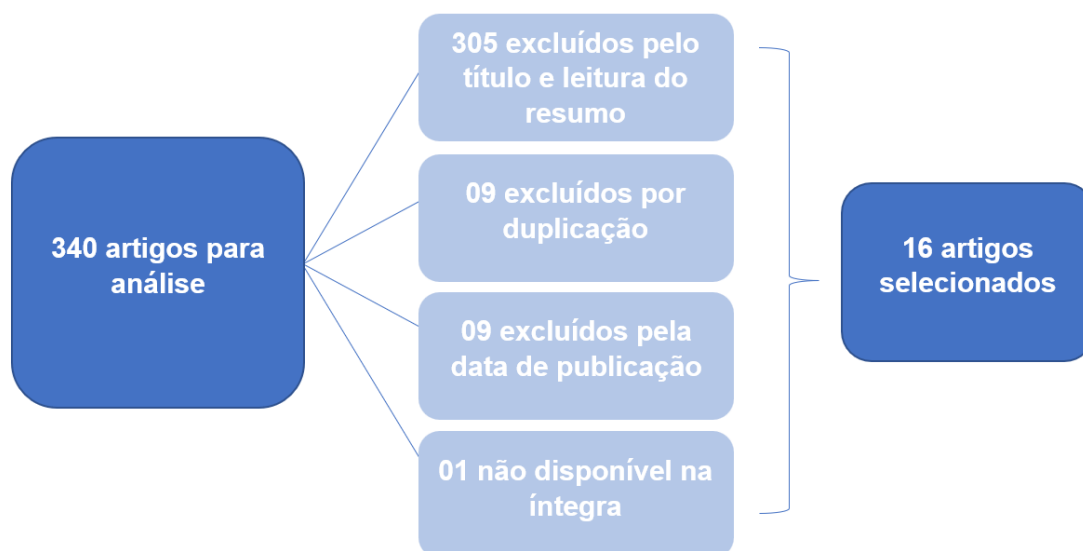 340 artigos para
análise
305 excluídos pelo
título e leitura do
resumo
09 excluídos por
duplicação
09 excluídos pela
data de publicação
01 não disponível na
íntegra
16 artigos
selecionados